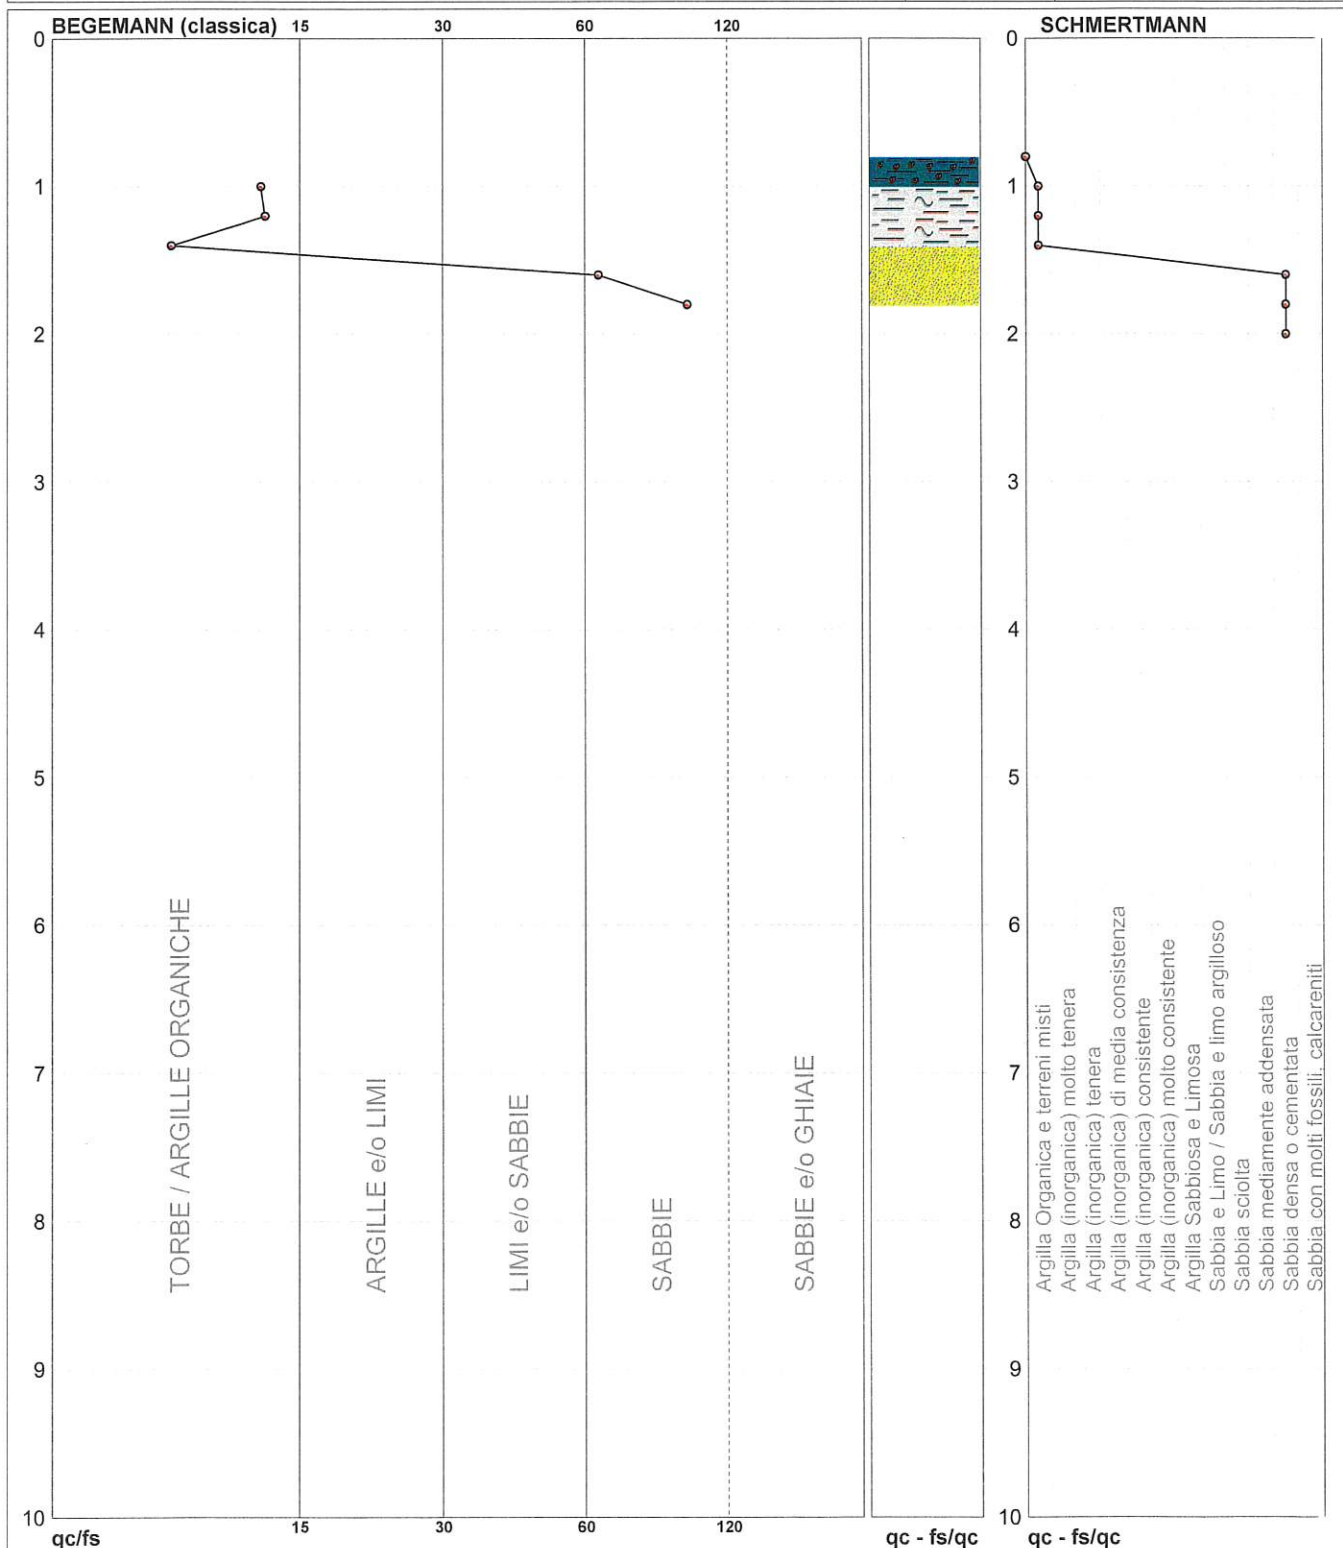 BEGEMANN (classica) 15 30 60 120 SCHMERTMANN
0 0
1 1
2 2
3 3
4 4
5 5
6 6
7 7
8 8
9 9
10 10
TORBE / ARGILLE ORGANICHE
ARGILLE e/o LIMI
LIMI e/o SABBIE
SABBIE
SABBIE e/o GHIAIE
Argilla Organica e terreni misti
Argilla (inorganica) molto tenera
Argilla (inorganica) tenera
Argilla (inorganica) di media consistenza
Argilla (inorganica) consistente
Argilla (inorganica) molto consistente
Argilla Sabbiosa e Limosa
Sabbia e Limo / Sabbia e limo argilloso
Sabbia sciolta
Sabbia mediamente addensata
Sabbia densa o cementata
Sabbia con molti fossili, calcareniti
qc/fs 15 30 60 120 qc - fs/qc qc - fs/qc